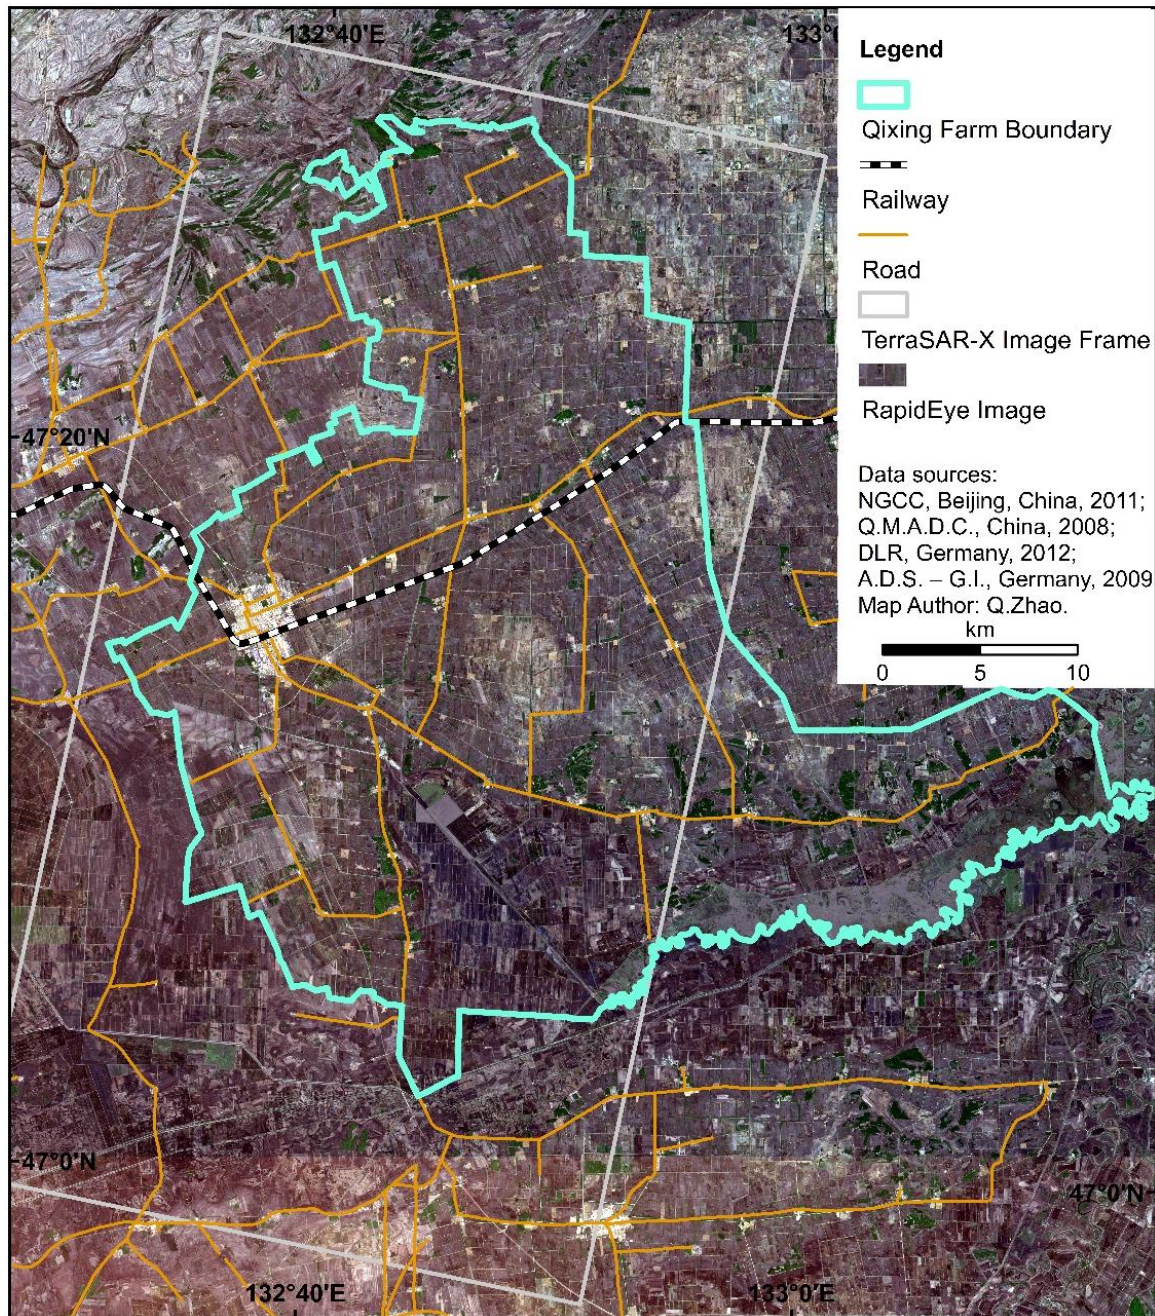 132°40'E
133°0
Legend
Qixing Farm Boundary
Railway
Road
TerraSAR-X Image Frame
RapidEye Image
Data sources:
NGCC, Beijing, China, 2011;
Q.M.A.D.C., China, 2008;
DLR, Germany, 2012;
A.D.S. – G.I., Germany, 2009
Map Author: Q.Zhao.
km
0 5 10
47°20'N
47°0'N
47°0'N
132°40'E
133°0'E